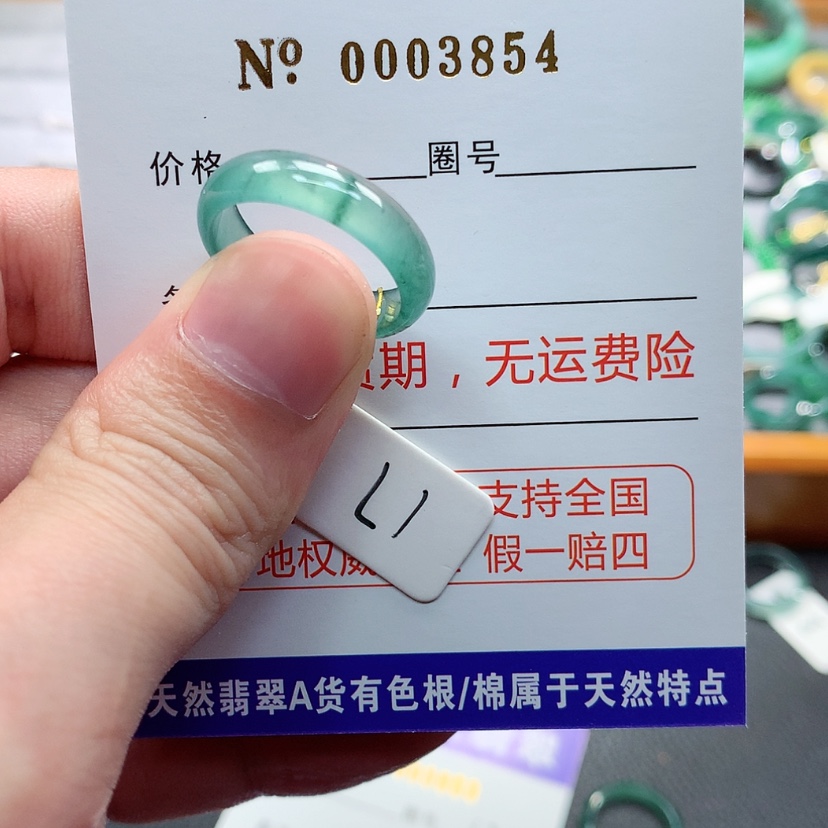 Nº 0003854
价格 圈号
期，无运费险
L1
支持全国
地权威 假一赔四
天然翡翠A货有色根/棉属于天然特点